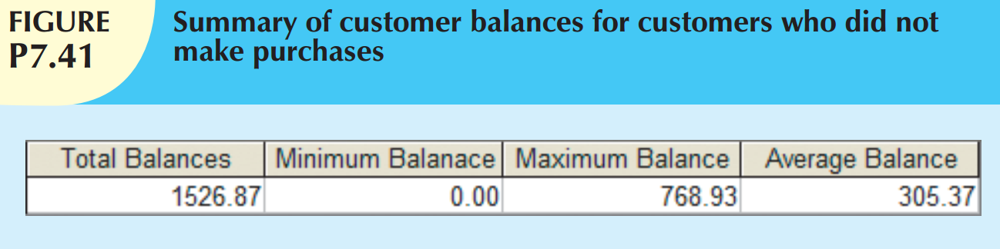 FIGURE
P7.41
Summary of customer balances for customers who did not
make purchases
Total Balances Minimum Balanace Maximum Balance Average Balance
1526.87 0.00 768.93 305.37